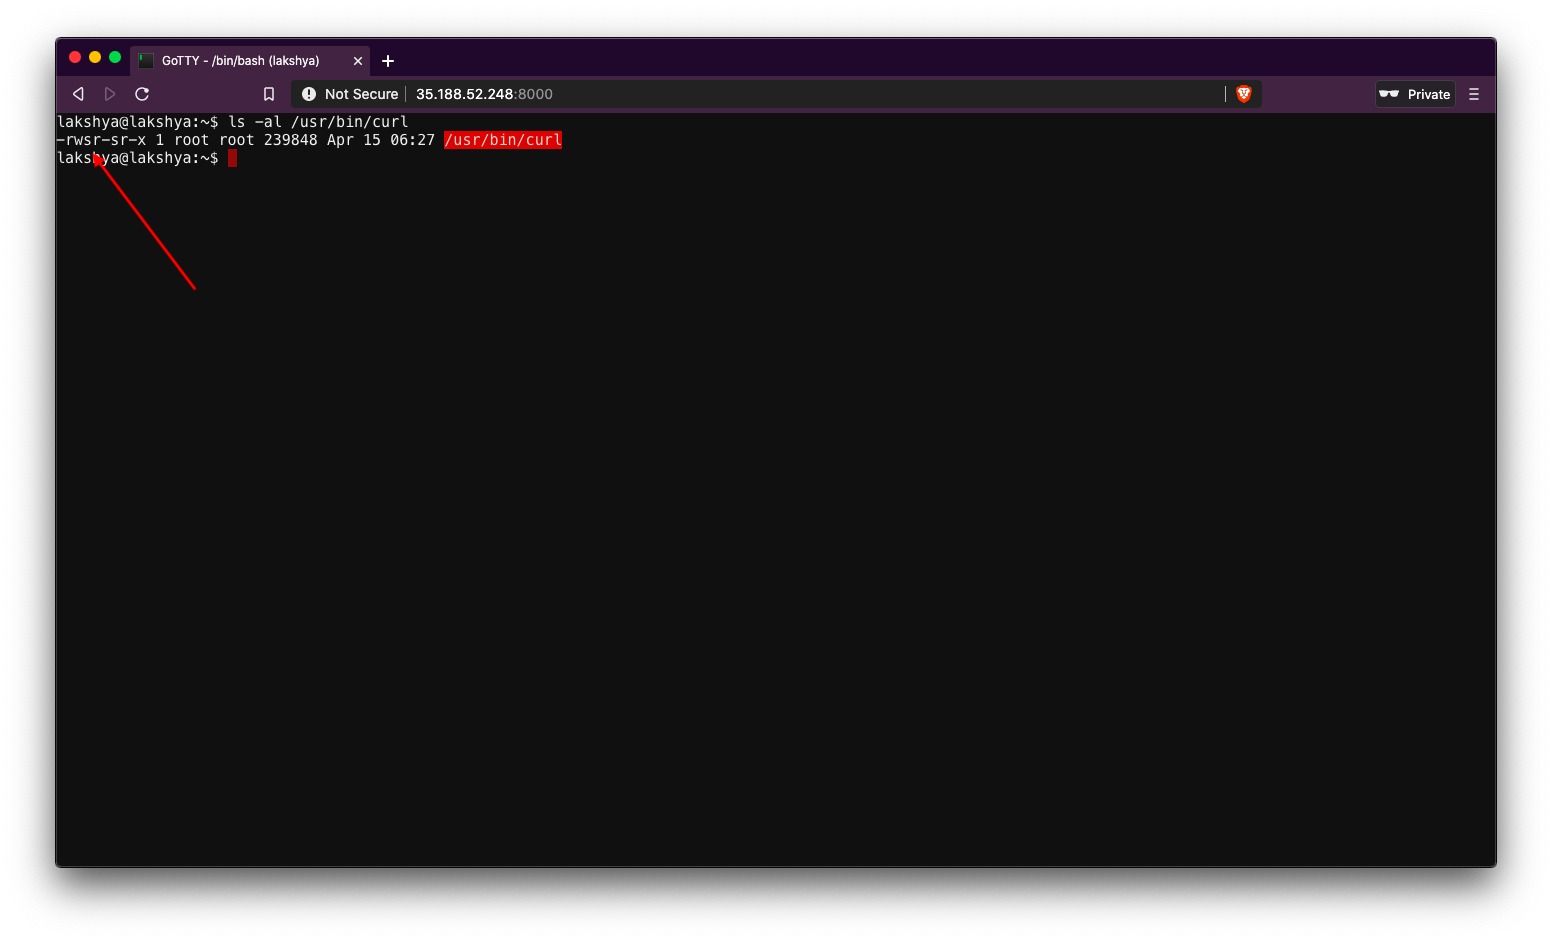 GoTTY - /bin/bash (lakshya)
Not Secure 35.188.52.248:8000 Private
lakshya@lakshya:~$ ls -al /usr/bin/curl
-rwsr-sr-x 1 root root 239848 Apr 15 06:27 /usr/bin/curl
lakshya@lakshya:~$